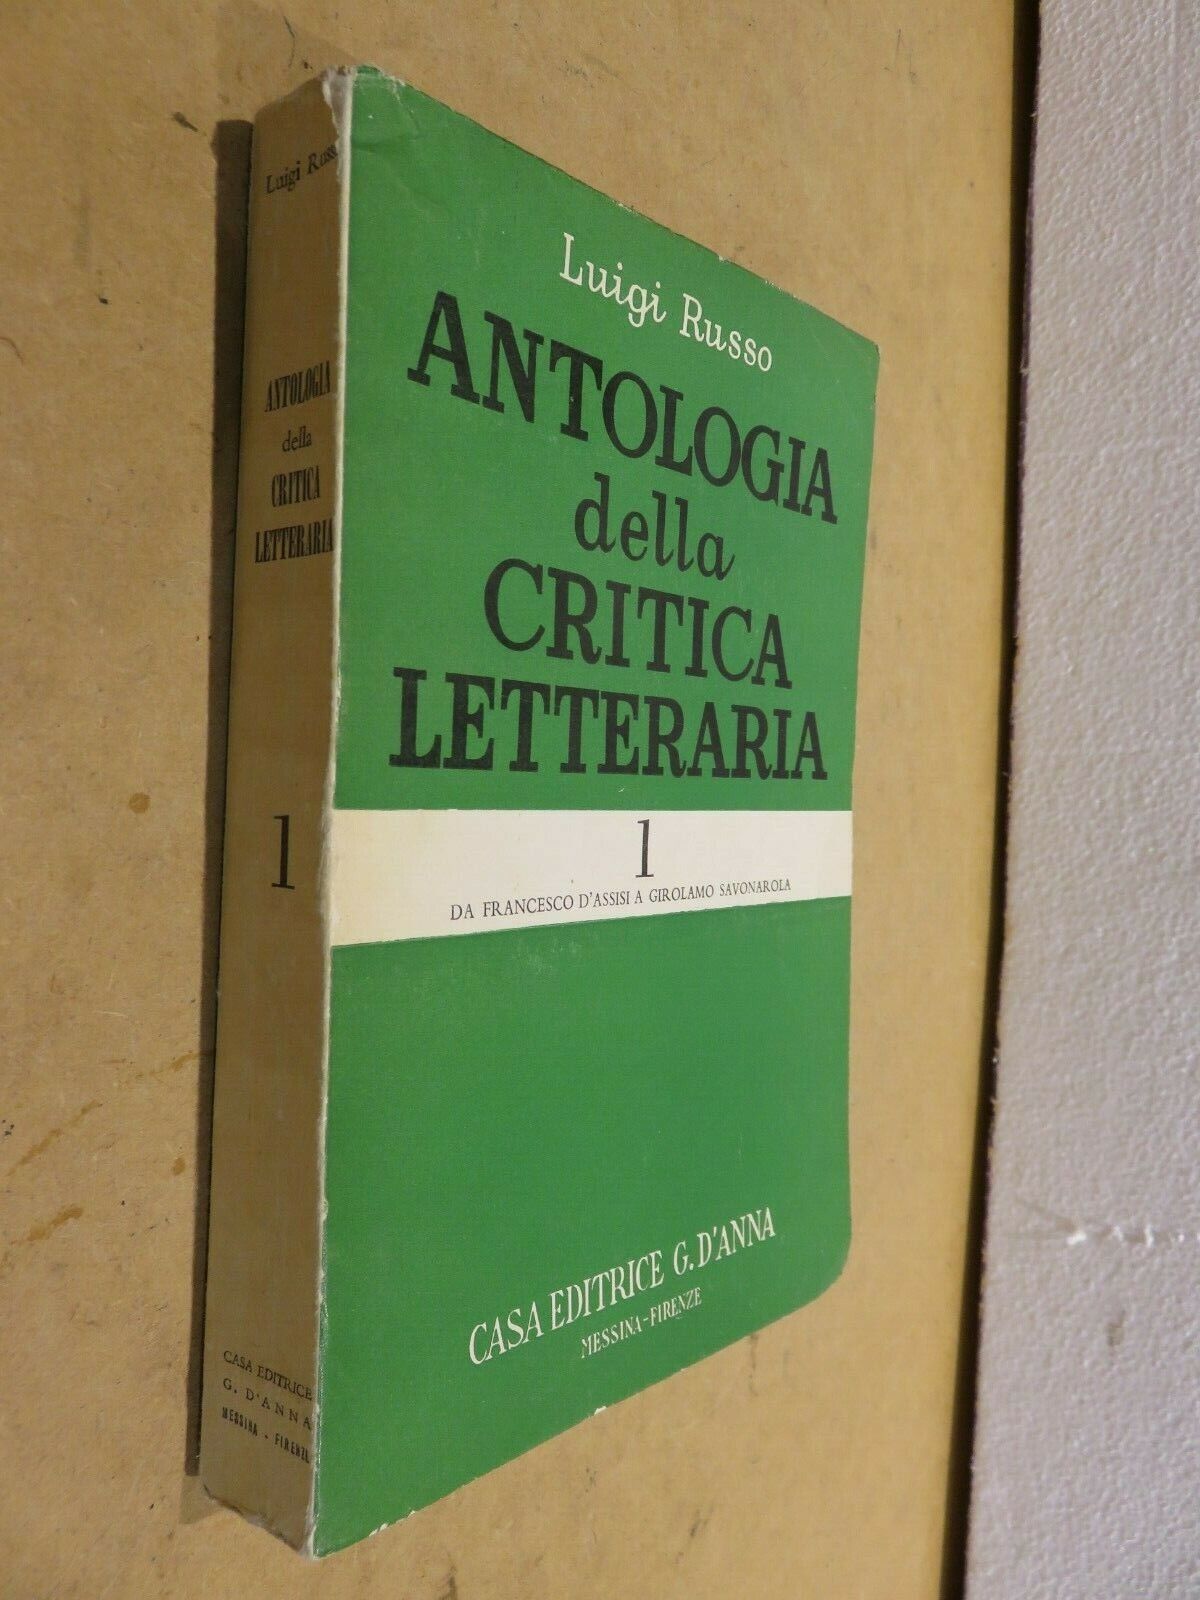 Luigi Russo
ANTOLOGIA
della
CRITICA
LETTERARIA
1
CASA EDITRICE
G. D'ANNA
MESSINA - FIRENZE
Luigi Russo
ANTOLOGIA
della
CRITICA
LETTERARIA
1
DA FRANCESCO D'ASSISI A GIROLAMO SAVONAROLA
CASA EDITRICE G. D'ANNA
MESSINA-FIRENZE